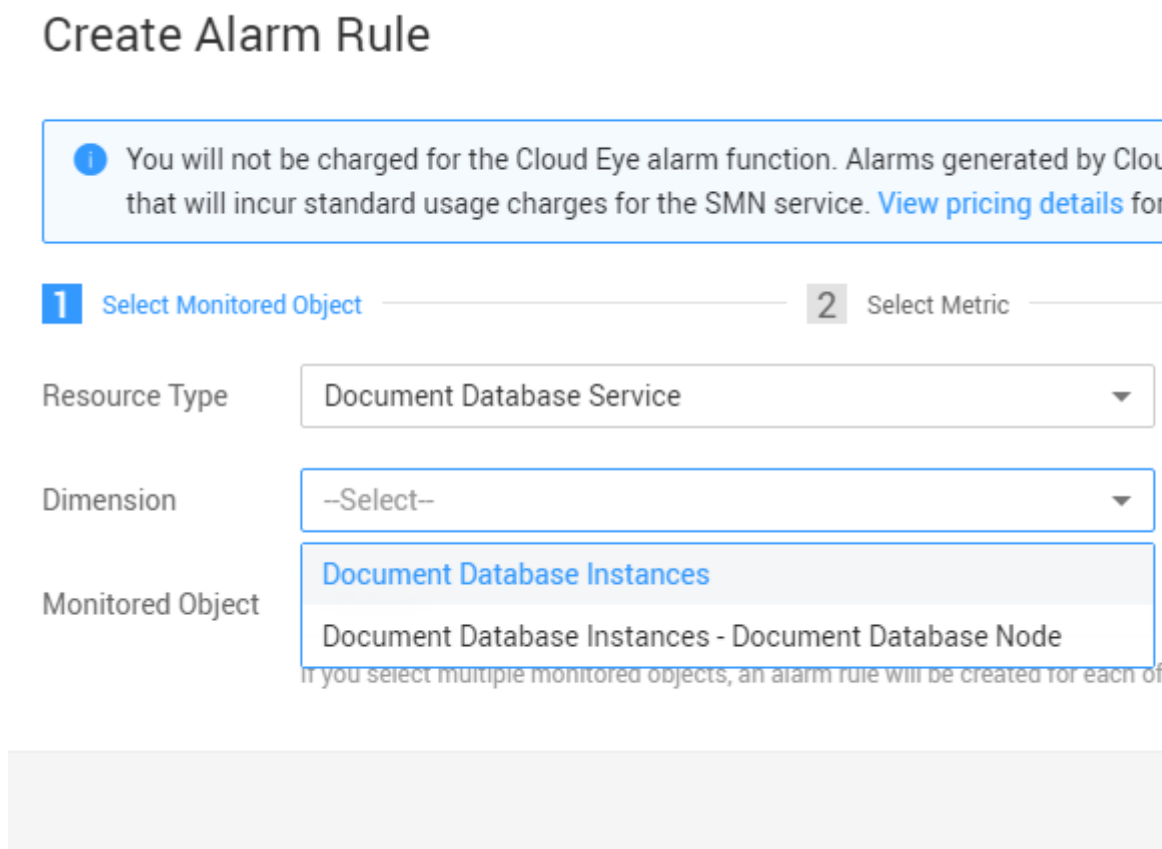 Create Alarm Rule
You will not be charged for the Cloud Eye alarm function. Alarms generated by
that will incur standard usage charges for the SMN service. View pricing details
1 Select Monitored Object 2 Select Metric
Resource Type Document Database Service
Dimension --Select--
Document Database Instances
Monitored Object
Document Database Instances - Document Database Node
If you select multiple monitored objects, an alarm rule will be created for each of